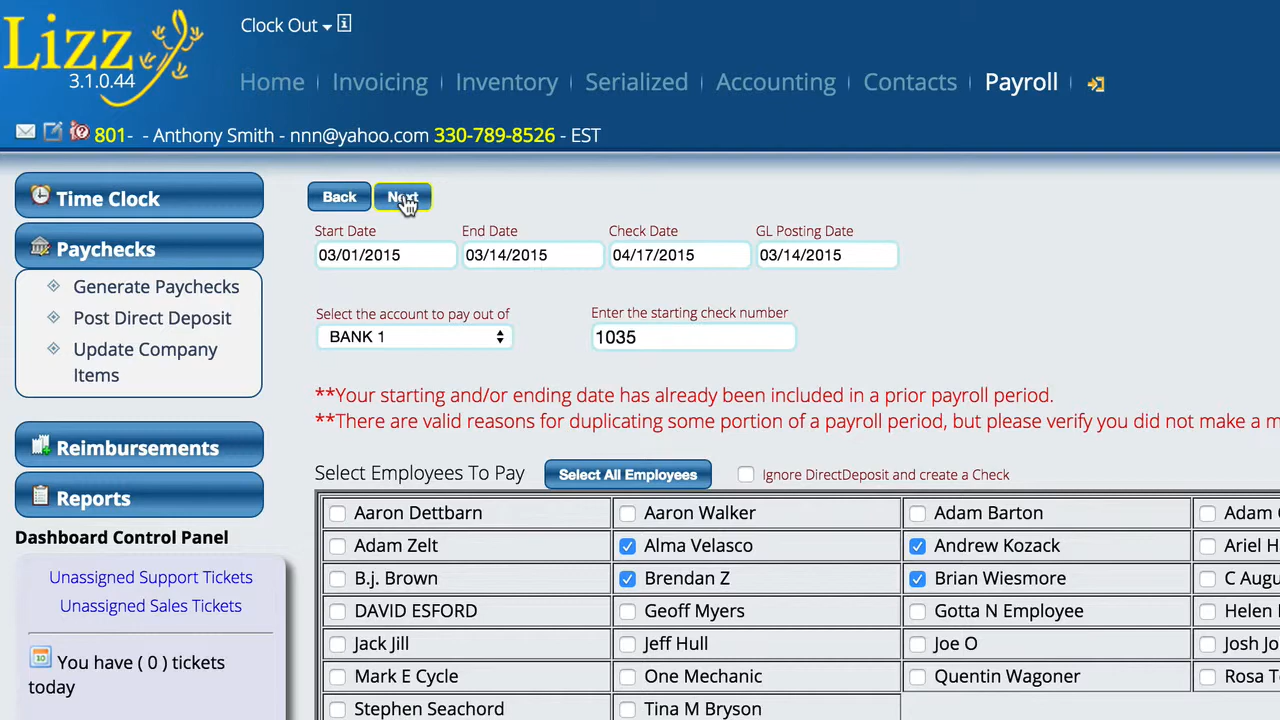 Lizz
3.1.0.44
Clock Out
Home Invoicing Inventory Serialized Accounting Contacts Payroll
801- - Anthony Smith - nnn@yahoo.com 330-789-8526 - EST
Time Clock
Paychecks
Generate Paychecks
Post Direct Deposit
Update Company
Items
Reimbursements
Reports
Dashboard Control Panel
Unassigned Support Tickets
Unassigned Sales Tickets
You have ( 0 ) tickets
today
Back Next
Start Date End Date Check Date GL Posting Date
03/01/2015 03/14/2015 04/17/2015 03/14/2015
Select the account to pay out of Enter the starting check number
BANK 1 1035
**Your starting and/or ending date has already been included in a prior payroll period.
**There are valid reasons for duplicating some portion of a payroll period, but please verify you did not make a
Select Employees To Pay Select All Employees Ignore DirectDeposit and create a Check
Aaron Dettbarn Aaron Walker Adam Barton Adam
Adam Zelt Alma Velasco Andrew Kozack Ariel
B.j. Brown Brendan Z Brian Wiesmore C
DAVID ESFORD Geoff Myers Gotta N Employee Helen
Jack Jill Jeff Hull Joe O Josh
Mark E Cycle One Mechanic Quentin Wagoner Rosa
Stephen Seachord Tina M Bryson